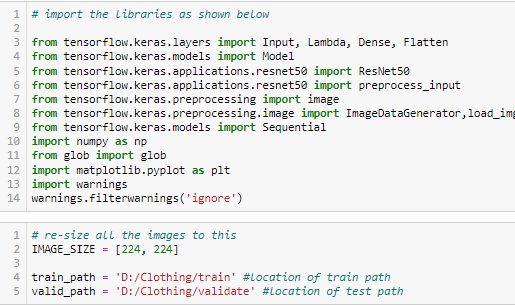 1 # import the libraries as shown below
2
3 from tensorflow.keras.layers import Input, Lambda, Dense, Flatten
4 from tensorflow.keras.models import Model
5 from tensorflow.keras.applications.resnet50 import ResNet50
6 from tensorflow.keras.applications.resnet50 import preprocess_input
7 from tensorflow.keras.preprocessing import image
8 from tensorflow.keras.preprocessing.image import ImageDataGenerator,load_img
9 from tensorflow.keras.models import Sequential
10 import numpy as np
11 from glob import glob
12 import matplotlib.pyplot as plt
13 import warnings
14 warnings.filterwarnings('ignore')
1 # re-size all the images to this
2 IMAGE_SIZE = [224, 224]
3
4 train_path = 'D:/Clothing/train' #location of train path
5 valid_path = 'D:/Clothing/validate' #location of test path